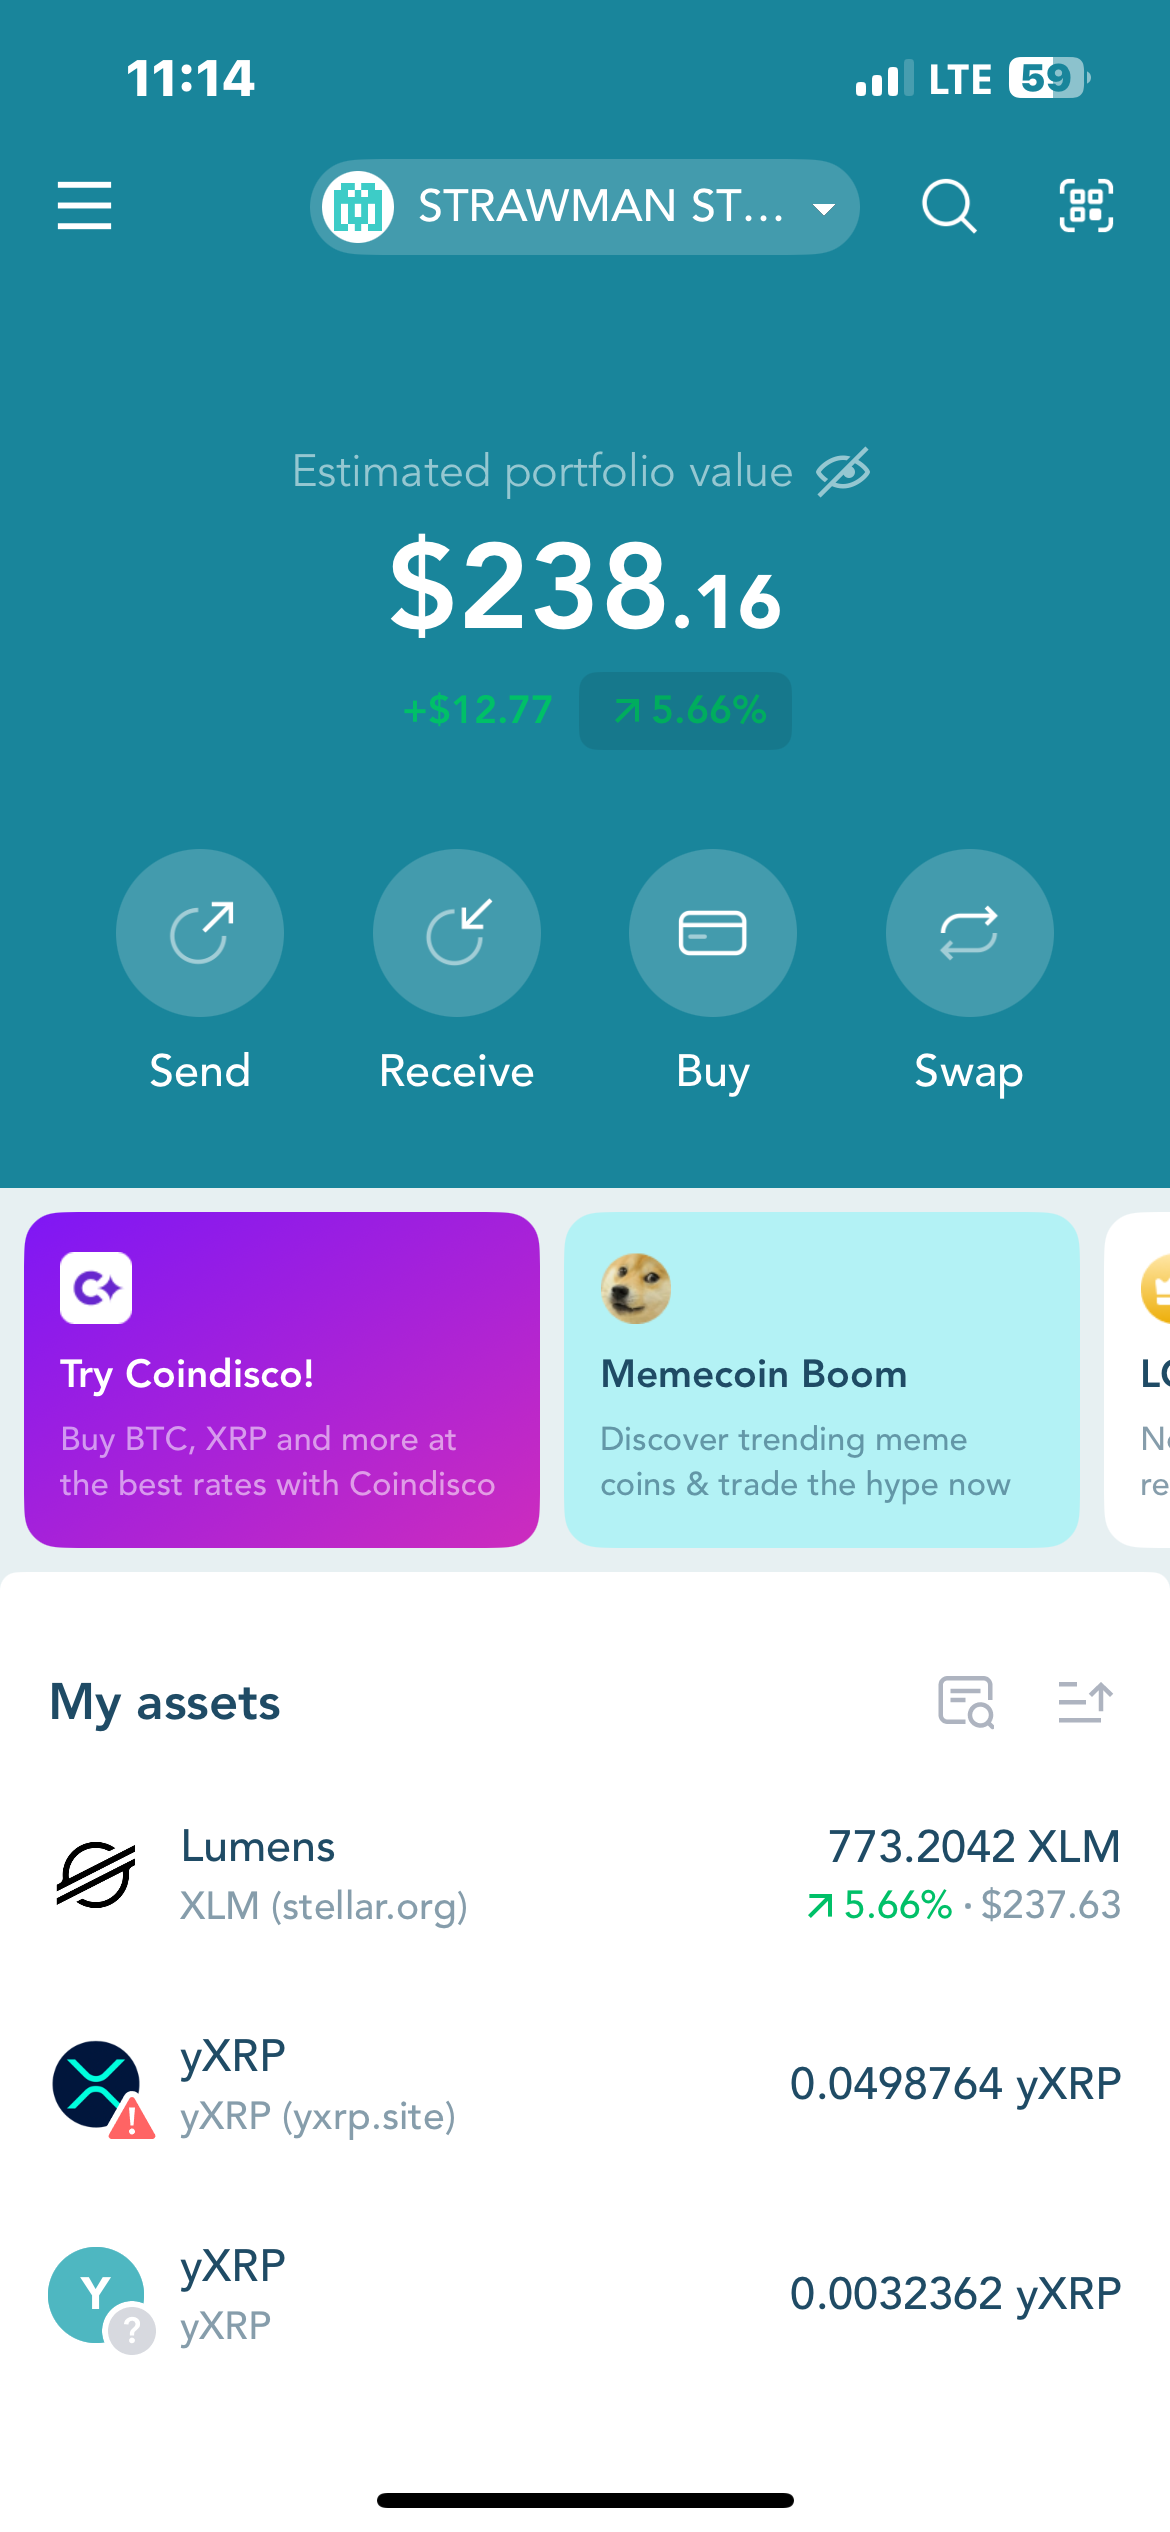 11:14
LTE 59
STRAWMAN ST...
Estimated portfolio value
$238.16
+$12.77 5.66%
Send Receive Buy Swap
Try Coindisco!
Buy BTC, XRP and more at
the best rates with Coindisco
Memecoin Boom
Discover trending meme
coins & trade the hype now
My assets
Lumens
773.2042 XLM
XLM (stellar.org)
5.66% · $237.63
yXRP
yXRP (yxrp.site)
0.0498764 yXRP
Y
?
yXRP
yXRP
0.0032362 yXRP